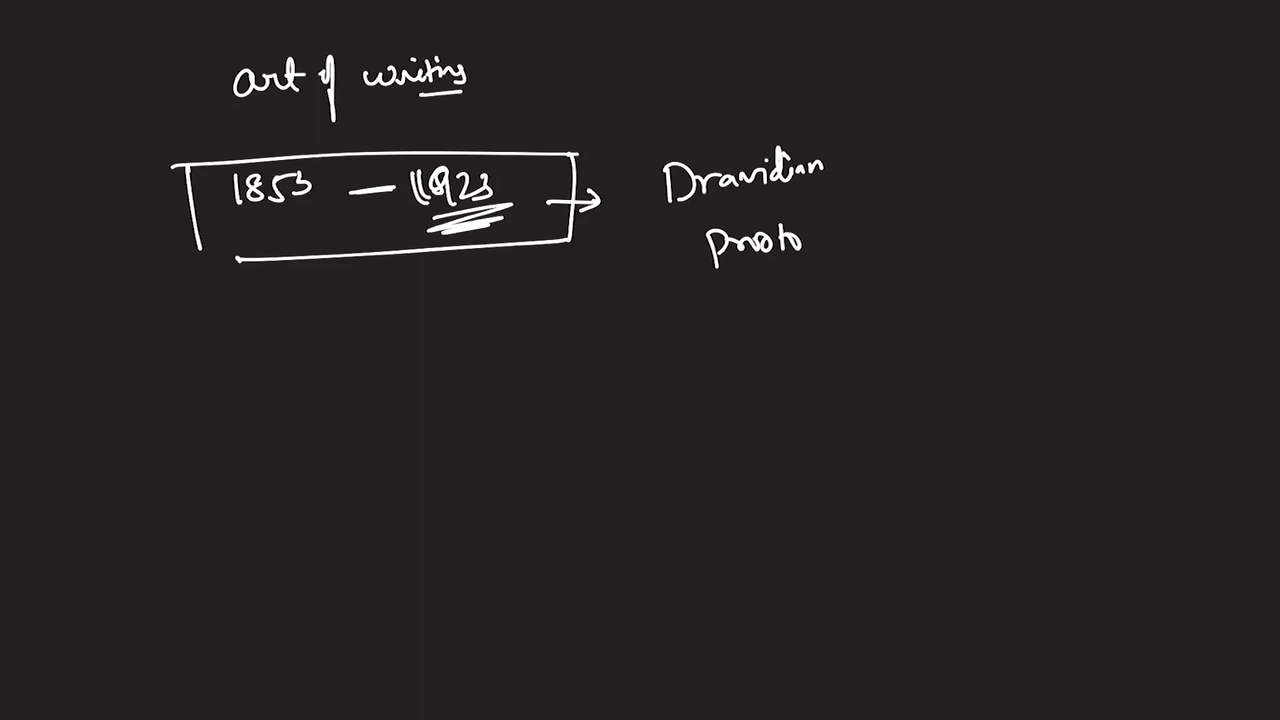 art of writing
1853 — 1923 → Dravidian
proto